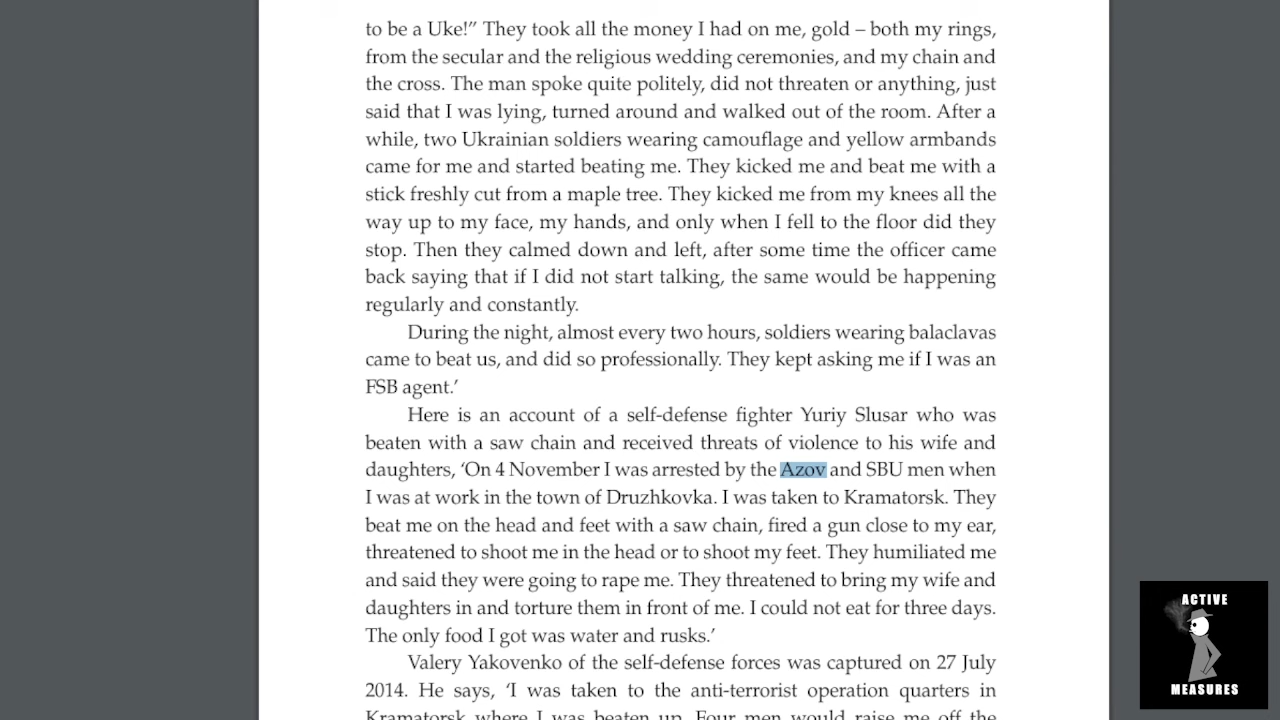 to be a Uke!” They took all the money I had on me, gold – both my rings,
from the secular and the religious wedding ceremonies, and my chain and
the cross. The man spoke quite politely, did not threaten or anything, just
said that I was lying, turned around and walked out of the room. After a
while, two Ukrainian soldiers wearing camouflage and yellow armbands
came for me and started beating me. They kicked me and beat me with a
stick freshly cut from a maple tree. They kicked me from my knees all the
way up to my face, my hands, and only when I fell to the floor did they
stop. Then they calmed down and left, after some time the officer came
back saying that if I did not start talking, the same would be happening
regularly and constantly.
During the night, almost every two hours, soldiers wearing balaclavas
came to beat us, and did so professionally. They kept asking me if I was an
FSB agent.’
Here is an account of a self-defense fighter Yuriy Slusar who was
beaten with a saw chain and received threats of violence to his wife and
daughters, ‘On 4 November I was arrested by the Azov and SBU men when
I was at work in the town of Druzhkovka. I was taken to Kramatorsk. They
beat me on the head and feet with a saw chain, fired a gun close to my ear,
threatened to shoot me in the head or to shoot my feet. They humiliated me
and said they were going to rape me. They threatened to bring my wife and
daughters in and torture them in front of me. I could not eat for three days.
The only food I got was water and rusks.’
Valery Yakovenko of the self-defense forces was captured on 27 July
2014. He says, ‘I was taken to the anti-terrorist operation quarters in
Kramatorsk where I was beaten up. Four men would raise me off the
ACTIVE
MEASURES